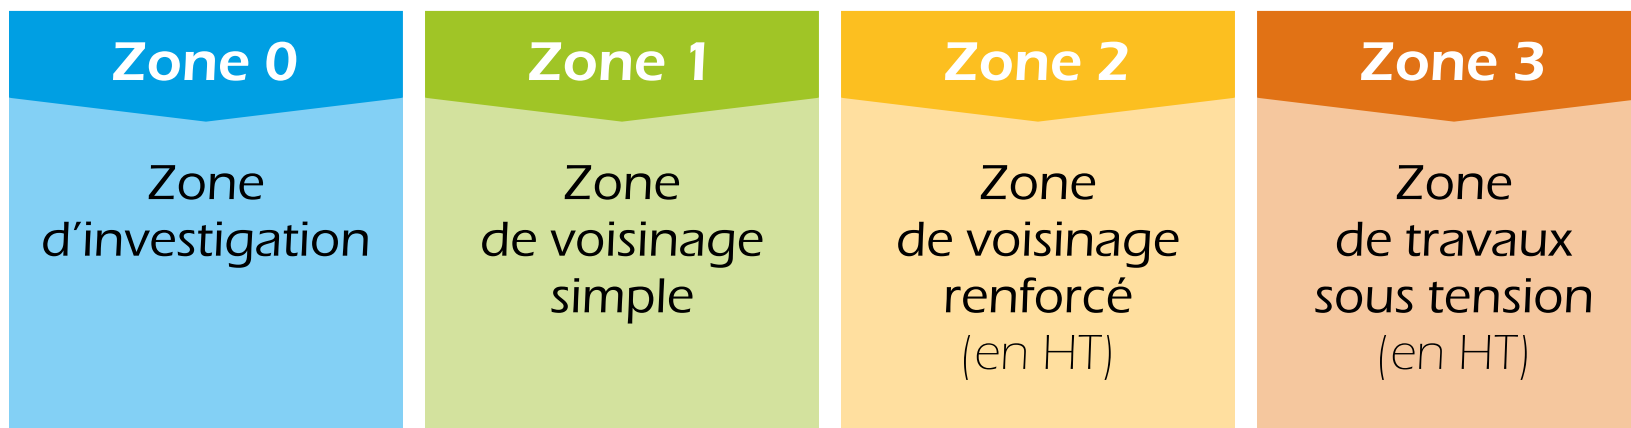 Zone 0
Zone
d’investigation
Zone 1
Zone
de voisinage
simple
Zone 2
Zone
de voisinage
renforcé
(en HT)
Zone 3
Zone
de travaux
sous tension
(en HT)